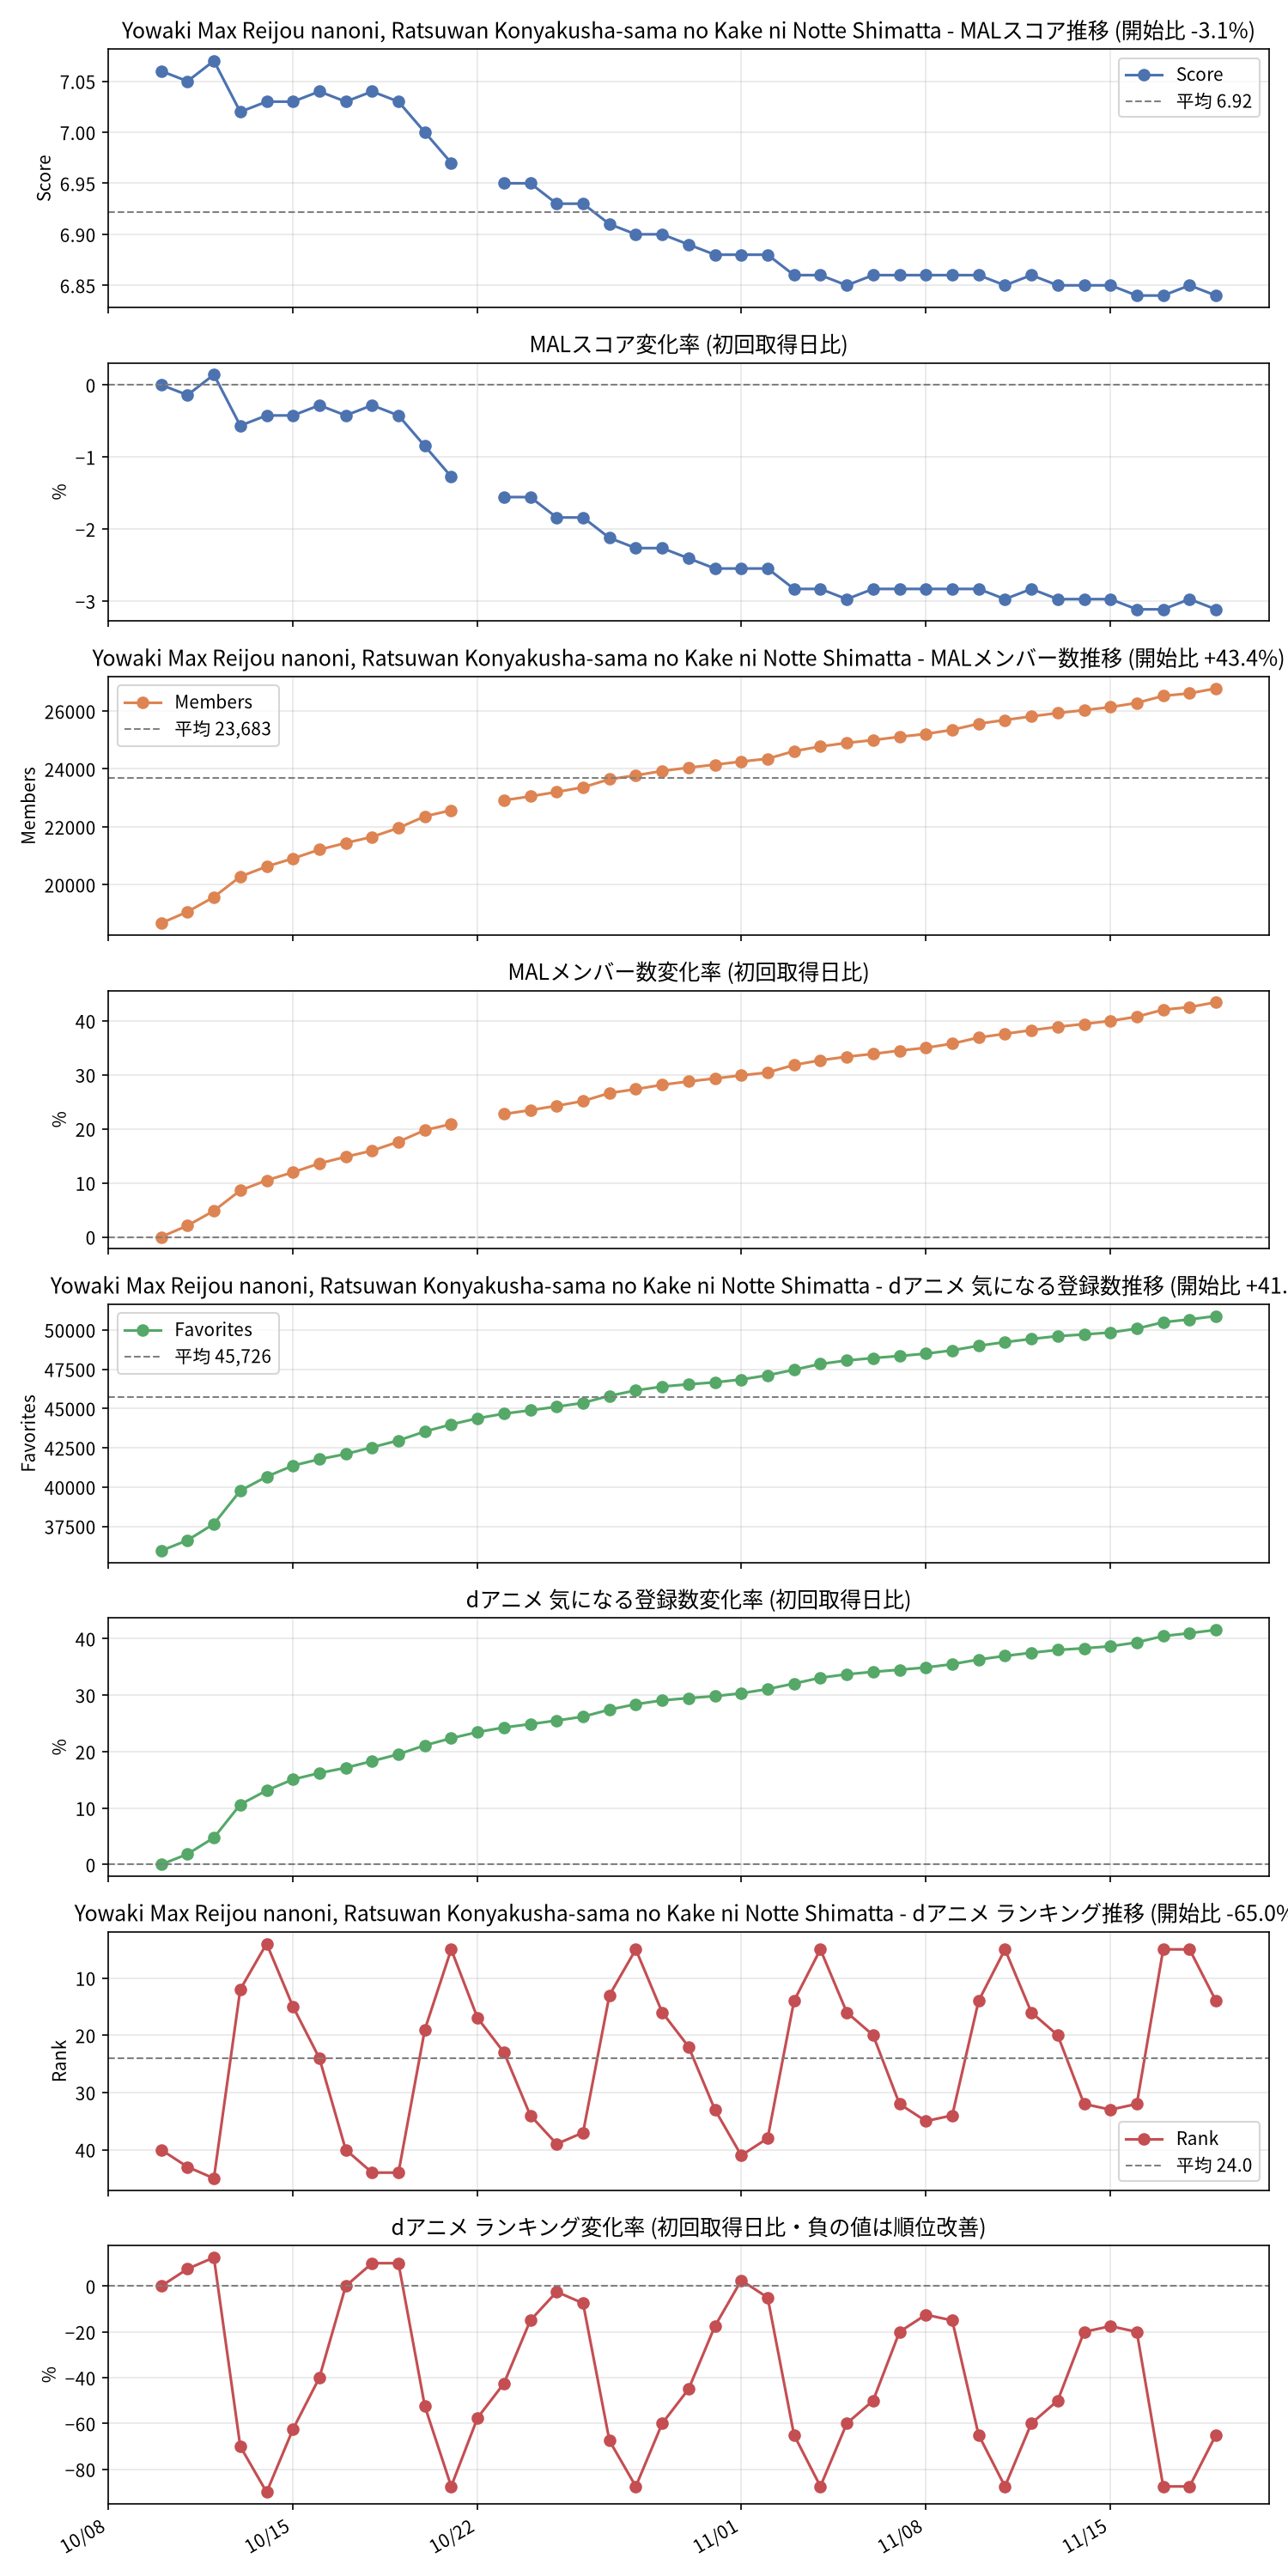 Yowaki Max Reijou nanoni, Ratsuwan Konyakusha-sama no Kake ni Notte Shimatta - MALスコア推移 (開始比 -3.1%)
Score
平均 6.92
Score
7.05
7.00
6.95
6.90
6.85
MALスコア変化率 (初回取得日比)
%
0
−1
−2
−3
Yowaki Max Reijou nanoni, Ratsuwan Konyakusha-sama no Kake ni Notte Shimatta - MALメンバー数推移 (開始比 +43.4%)
Members
平均 23,683
Members
26000
24000
22000
20000
MALメンバー数変化率 (初回取得日比)
%
40
30
20
10
0
Yowaki Max Reijou nanoni, Ratsuwan Konyakusha-sama no Kake ni Notte Shimatta - dアニメ 気になる登録数推移 (開始比 +41.
Favorites
平均 45,726
Favorites
50000
47500
45000
42500
40000
37500
dアニメ 気になる登録数変化率 (初回取得日比)
%
40
30
20
10
0
Yowaki Max Reijou nanoni, Ratsuwan Konyakusha-sama no Kake ni Notte Shimatta - dアニメ ランキング推移 (開始比 -65.0%
Rank
10
20
30
40
Rank
平均 24.0
dアニメ ランキング変化率 (初回取得日比・負の値は順位改善)
%
0
−20
−40
−60
−80
10/08
10/15
10/22
11/01
11/08
11/15